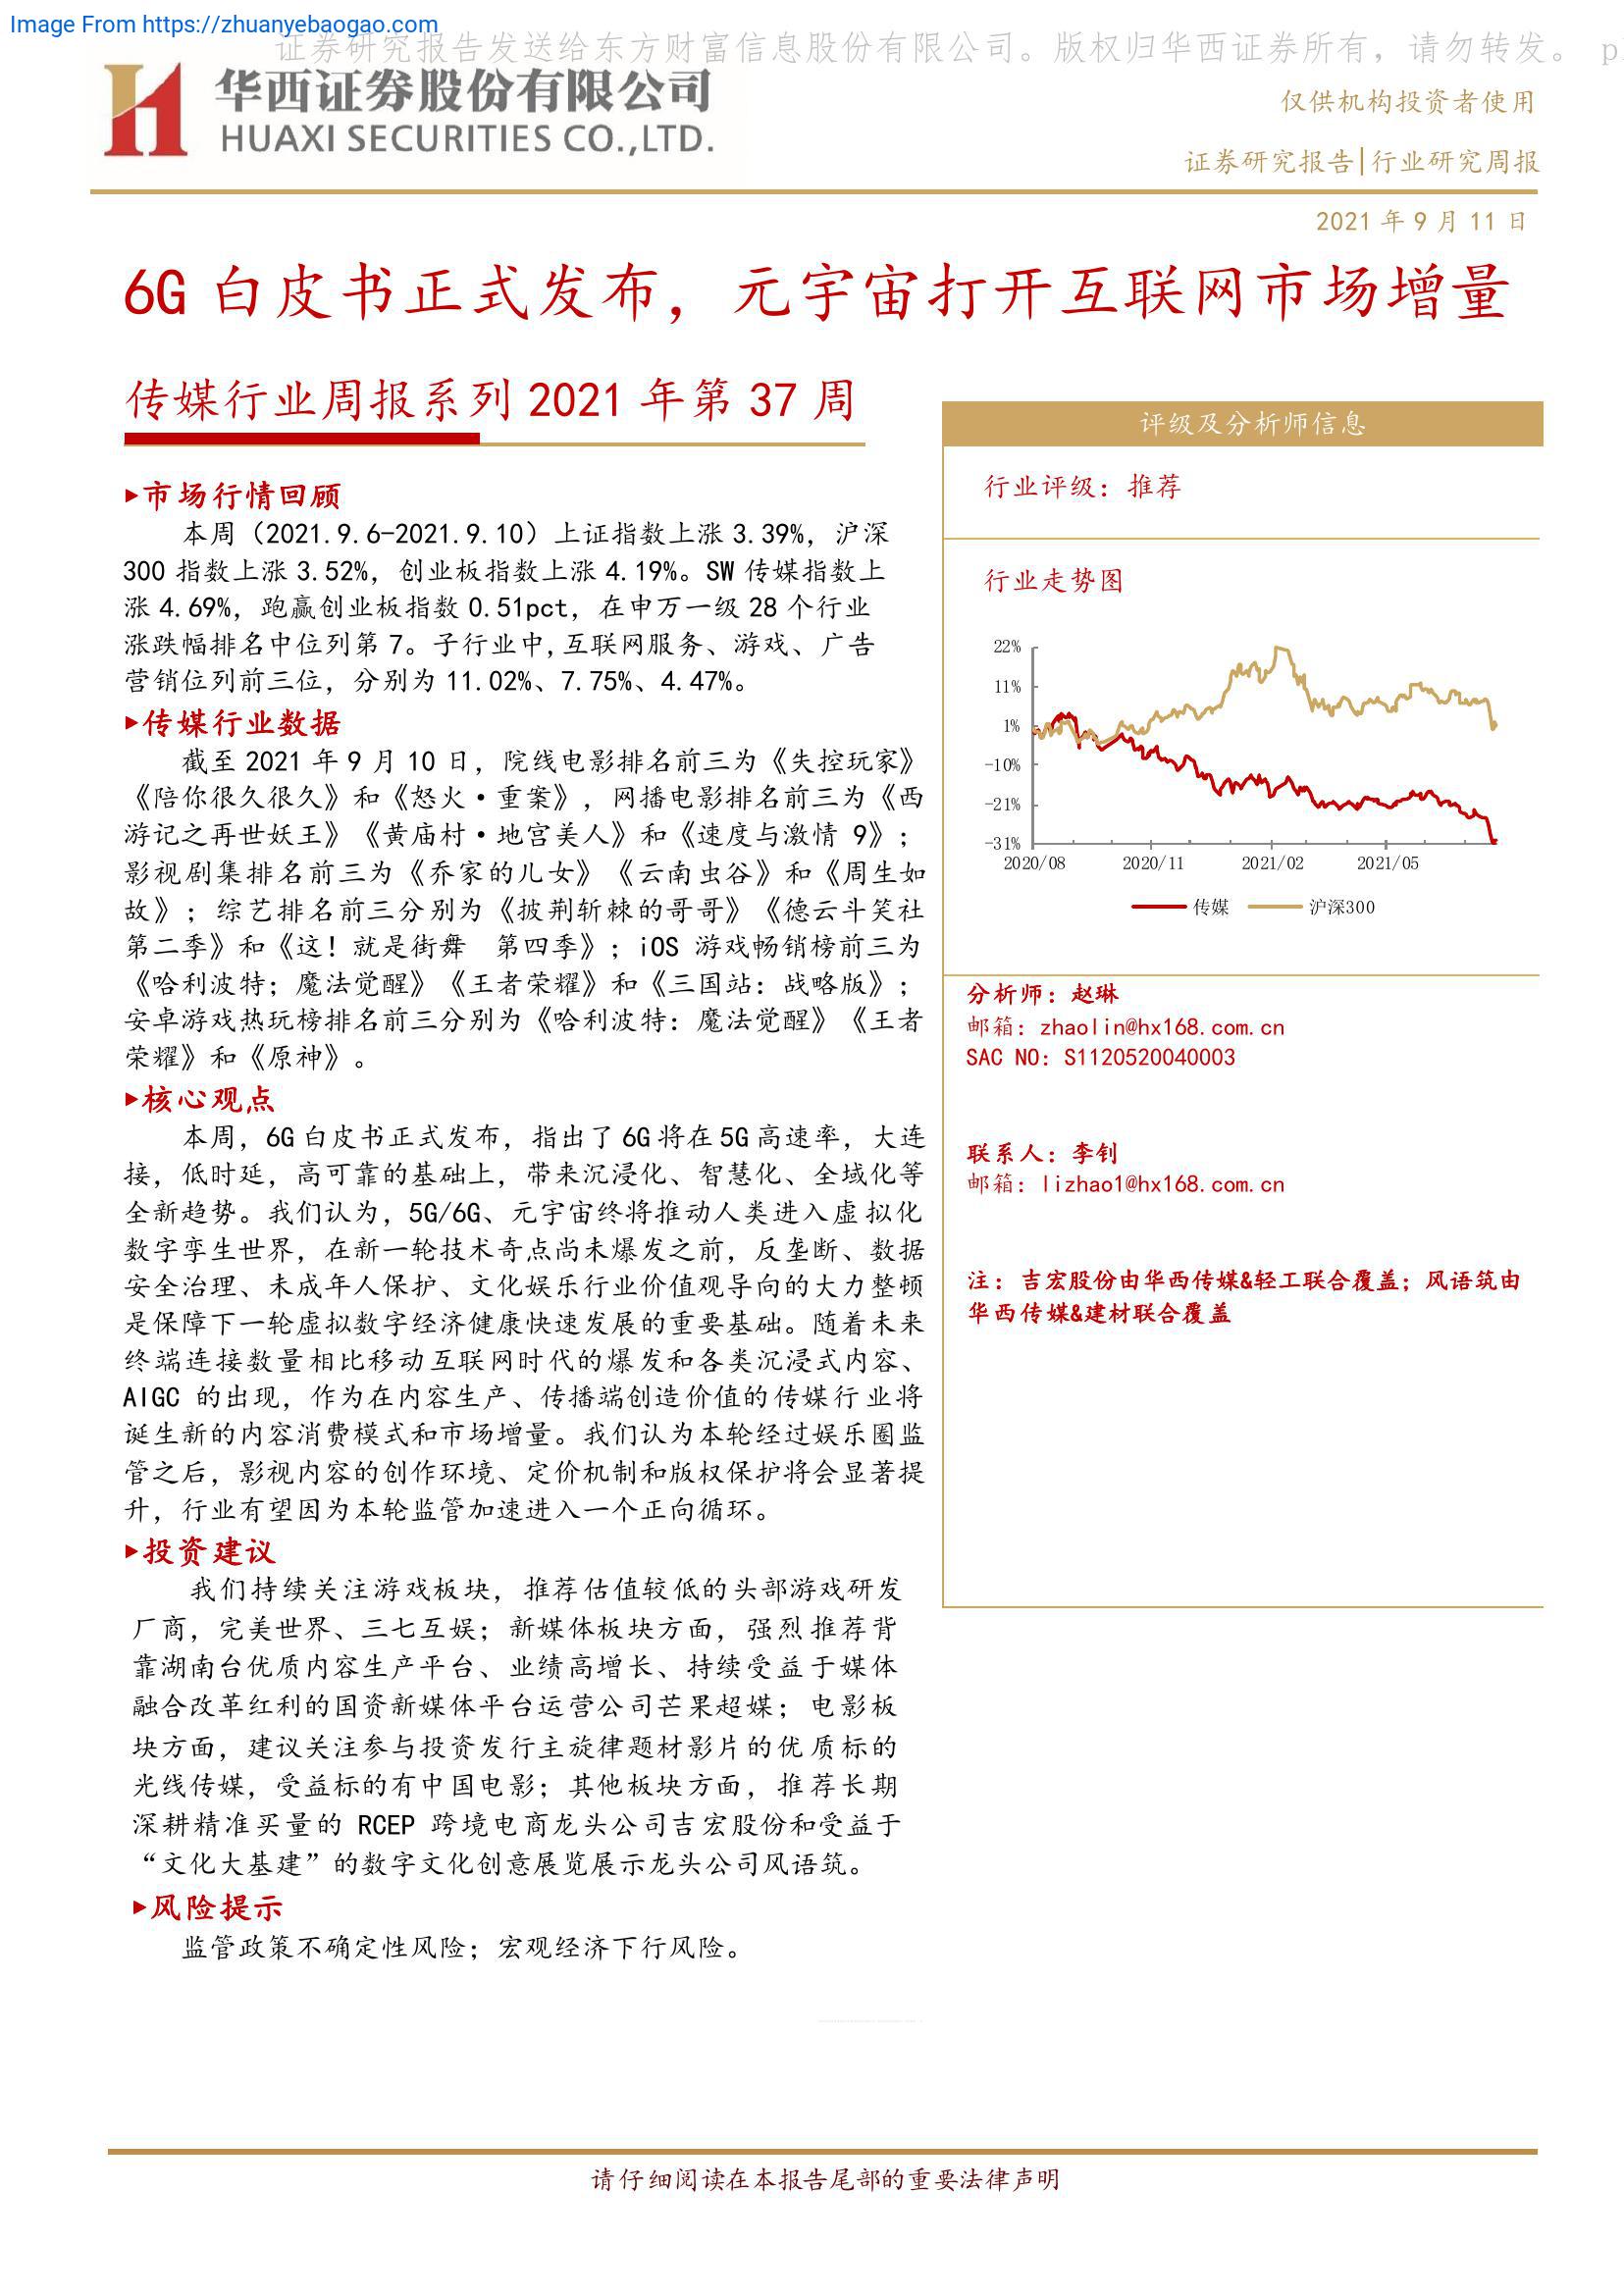 Image From https://zhuanyebaogao.com
证券研究报告发送给东方财富信息股份有限公司。版权归华西证券所有，请勿转发。 p
华西证券股份有限公司
HUAXI SECURITIES CO.,LTD.
仅供机构投资者使用
证券研究报告|行业研究周报
2021 年 9 月 11 日
6G 白皮书正式发布，元宇宙打开互联网市场增量
传媒行业周报系列 2021 年第 37 周
▸市场行情回顾
本周（2021.9.6-2021.9.10）上证指数上涨 3.39%，沪深
300 指数上涨 3.52%，创业板指数上涨 4.19%。SW 传媒指数上
涨 4.69%，跑赢创业板指数 0.51pct，在申万一级 28 个行业
涨跌幅排名中位列第 7。子行业中,互联网服务、游戏、广告
营销位列前三位，分别为 11.02%、7.75%、4.47%。
▸传媒行业数据
截至 2021 年 9 月 10 日，院线电影排名前三为《失控玩家》
《陪你很久很久》和《怒火·重案》，网播电影排名前三为《西
游记之再世妖王》《黄庙村·地宫美人》和《速度与激情 9》；
影视剧集排名前三为《乔家的儿女》《云南虫谷》和《周生如
故》；综艺排名前三分别为《披荆斩棘的哥哥》《德云斗笑社
第二季》和《这！就是街舞 第四季》；iOS 游戏畅销榜前三为
《哈利波特；魔法觉醒》《王者荣耀》和《三国站：战略版》；
安卓游戏热玩榜排名前三分别为《哈利波特：魔法觉醒》《王者
荣耀》和《原神》。
▸核心观点
本周，6G 白皮书正式发布，指出了 6G 将在 5G 高速率，大连
接，低时延，高可靠的基础上，带来沉浸化、智慧化、全域化等
全新趋势。我们认为，5G/6G、元宇宙终将推动人类进入虚拟化
数字孪生世界，在新一轮技术奇点尚未爆发之前，反垄断、数据
安全治理、未成年人保护、文化娱乐行业价值观导向的大力整顿
是保障下一轮虚拟数字经济健康快速发展的重要基础。随着未来
终端连接数量相比移动互联网时代的爆发和各类沉浸式内容、
AIGC 的出现，作为在内容生产、传播端创造价值的传媒行业将
诞生新的内容消费模式和市场增量。我们认为本轮经过娱乐圈监
管之后，影视内容的创作环境、定价机制和版权保护将会显著提
升，行业有望因为本轮监管加速进入一个正向循环。
▸投资建议
我们持续关注游戏板块，推荐估值较低的头部游戏研发
厂商，完美世界、三七互娱；新媒体板块方面，强烈推荐背
靠湖南台优质内容生产平台、业绩高增长、持续受益于媒体
融合改革红利的国资新媒体平台运营公司芒果超媒；电影板
块方面，建议关注参与投资发行主旋律题材影片的优质标的
光线传媒，受益标的有中国电影；其他板块方面，推荐长期
深耕精准买量的 RCEP 跨境电商龙头公司吉宏股份和受益于
“文化大基建”的数字文化创意展览展示龙头公司风语筑。
▸风险提示
监管政策不确定性风险；宏观经济下行风险。
评级及分析师信息
行业评级：推荐
行业走势图
22%
11%
1%
-10%
-21%
-31%
2020/08 2020/11 2021/02 2021/05
传媒 沪深300
分析师：赵琳
邮箱：zhaolin@hx168.com.cn
SAC NO：S1120520040003
联系人：李钊
邮箱：lizhao1@hx168.com.cn
注：吉宏股份由华西传媒&轻工联合覆盖；风语筑由
华西传媒&建材联合覆盖
请仔细阅读在本报告尾部的重要法律声明